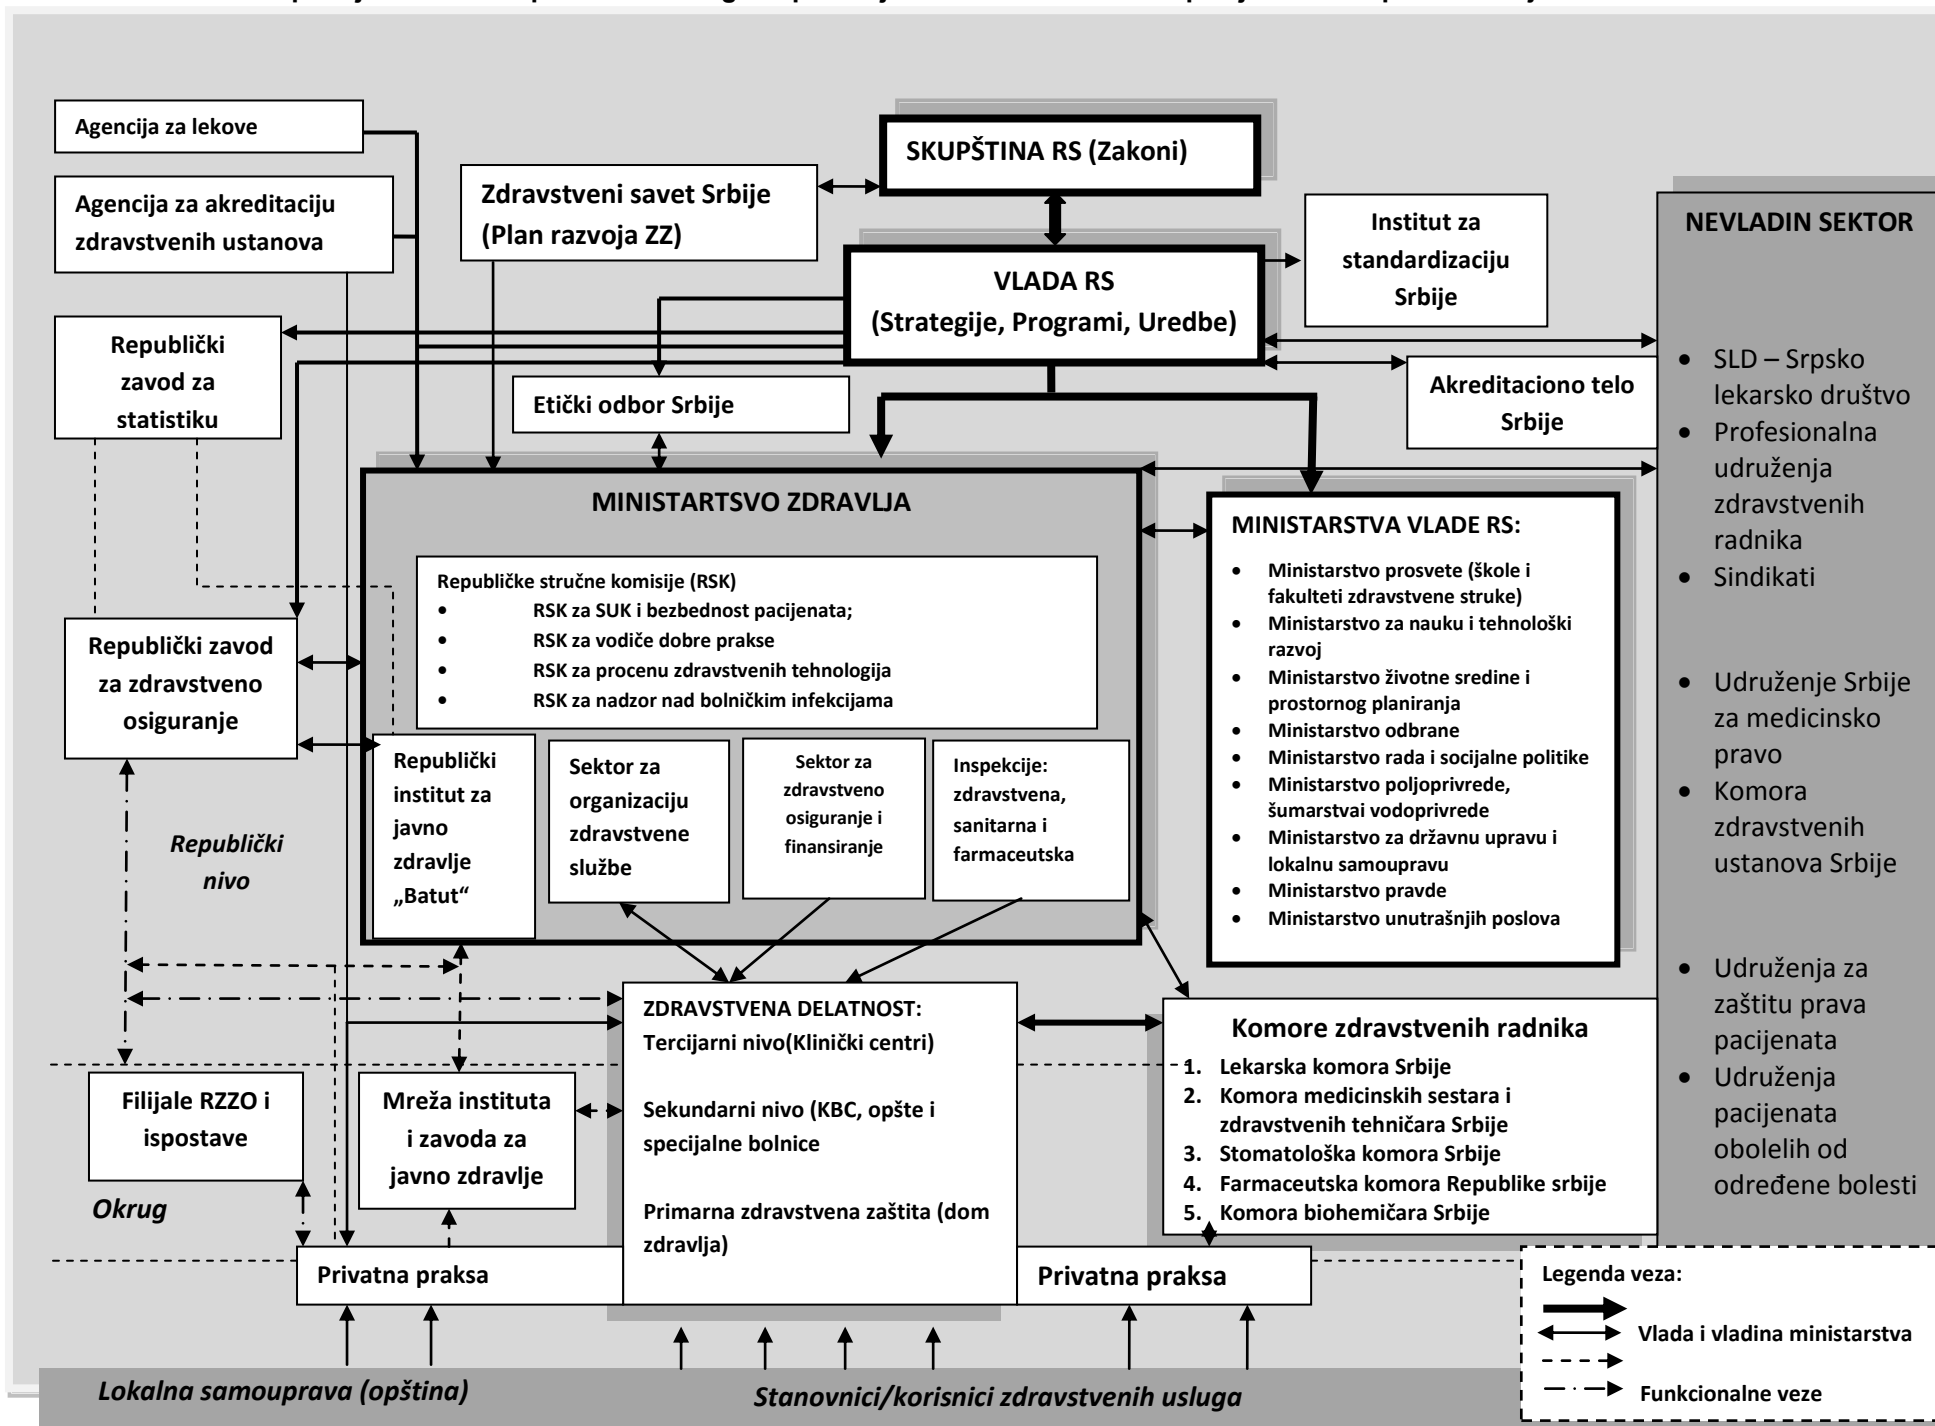 Agencija za lekove
Agencija za akreditaciju
zdravstvenih ustanova
Zdravstveni savet Srbije
(Plan razvoja ZZ)
SKUPŠTINA RS (Zakoni)
VLADA RS
(Strategije, Programi, Uredbe)
Institut za
standardizaciju
Srbije
Akreditaciono telo
Srbije
Republički
zavod za
statistiku
Etički odbor Srbije
NEVLADIN SEKTOR
• SLD – Srpsko
lekarsko društvo
• Profesionalna
udruženja
zdravstvenih
radnika
• Sindikati
• Udruženje Srbije
za medicinsko
pravo
• Komora
zdravstvenih
ustanova Srbije
• Udruženja za
zaštitu prava
pacijenata
• Udruženja
pacijenata
obolelih od
određene bolesti
MINISTARTSVO ZDRAVLJA
Republičke stručne komisije (RSK)
• RSK za SUK i bezbednost pacijenata;
• RSK za vodiče dobre prakse
• RSK za procenu zdravstvenih tehnologija
• RSK za nadzor nad bolničkim infekcijama
Republički
institut za
javno
zdravlje
„Batut“
Sektor za
organizaciju
zdravstvene
službe
Sektor za
zdravstveno
osiguranje i
finansiranje
Inspekcije:
zdravstvena,
sanitarna i
farmaceutska
MINISTARSTVA VLADE RS:
• Ministarstvo prosvete (škole i
fakulteti zdravstvene struke)
• Ministarstvo za nauku i tehnološki
razvoj
• Ministarstvo životne sredine i
prostornog planiranja
• Ministarstvo odbrane
• Ministarstvo rada i socijalne politike
• Ministarstvo poljoprivrede,
šumarstvai vodoprivrede
• Ministarstvo za državnu upravu i
lokalnu samoupravu
• Ministarstvo pravde
• Ministarstvo unutrašnjih poslova
Republički zavod
za zdravstveno
osiguranje
Republički
nivo
ZDRAVSTVENA DELATNOST:
Tercijarni nivo(Klinički centri)
Sekundarni nivo (KBC, opšte i
specijalne bolnice
Primarna zdravstvena zaštita (dom
zdravlja)
Komore zdravstvenih radnika
1. Lekarska komora Srbije
2. Komora medicinskih sestara i
zdravstvenih tehničara Srbije
3. Stomatološka komora Srbije
4. Farmaceutska komora Republike srbije
5. Komora biohemičara Srbije
Filijale RZZO i
ispostave
Mreža instituta
i zavoda za
javno zdravlje
Okrug
Privatna praksa
Privatna praksa
Legenda veza:
Vlada i vladina ministarstva
Funkcionalne veze
Lokalna samouprava (opština)
Stanovnici/korisnici zdravstvenih usluga